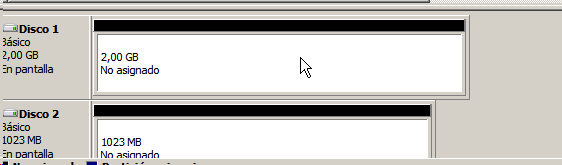 Disco 1
Básico
2,00 GB
En pantalla
2,00 GB
No asignado
Disco 2
Básico
1023 MB
En pantalla
1023 MB
No asignado